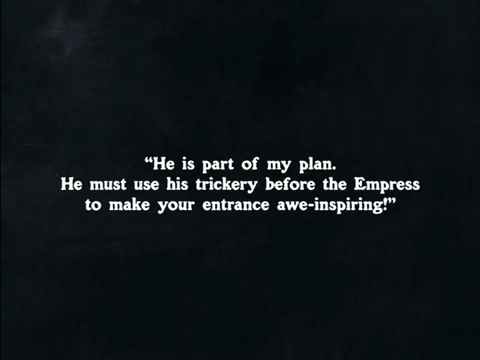 “He is part of my plan.
He must use his trickery before the Empress
to make your entrance awe-inspiring!”